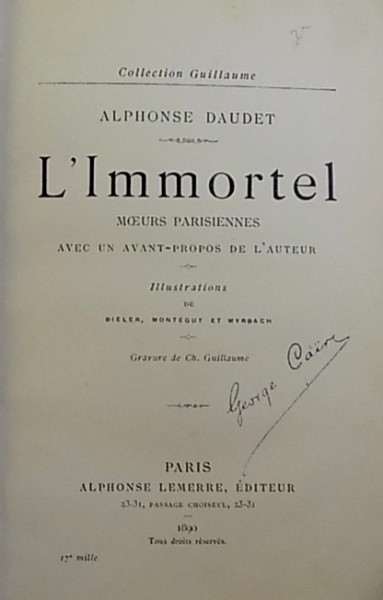 Collection Guillaume
ALPHONSE DAUDET
L'Immortel
MŒURS PARISIENNES
AVEC UN AVANT-PROPOS DE L'AUTEUR
Illustrations
DE
BIELER, MONTÉGUT ET MYRBACH
Gravure de Ch. Guillaume
George
PARIS
ALPHONSE LEMERRE, ÉDITEUR
23-31, PASSAGE CHOISEUL, 23-31
1890
Tous droits réservés.
17e mille.